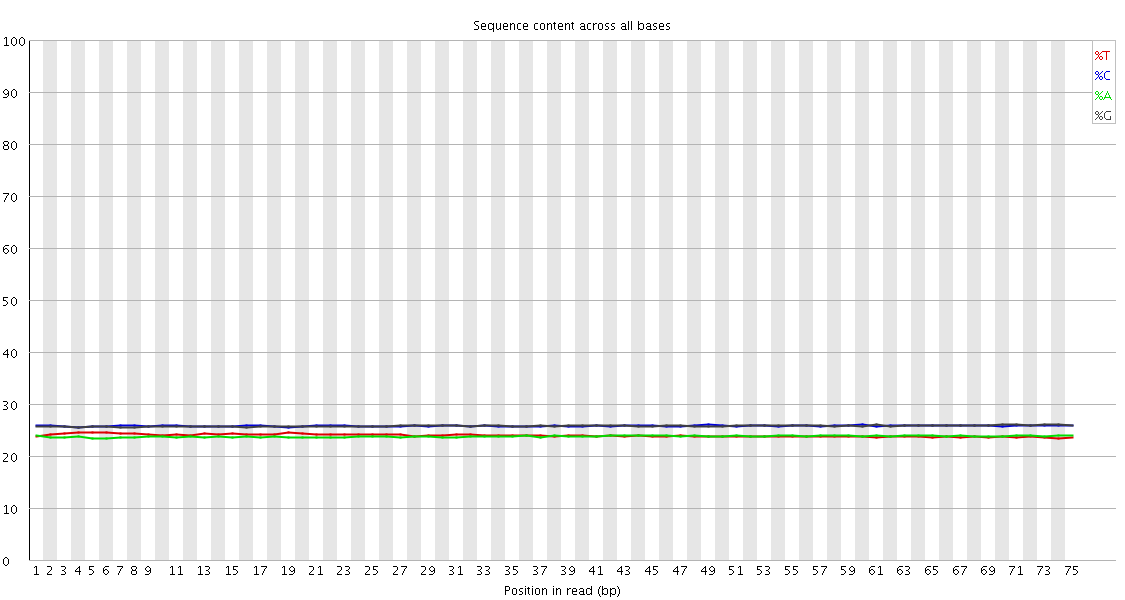 Sequence content across all bases
100
90
80
70
60
50
40
30
20
10
0
%T
%C
%A
%G
1 2 3 4 5 6 7 8 9 11 13 15 17 19 21 23 25 27 29 31 33 35 37 39 41 43 45 47 49 51 53 55 57 59 61 63 65 67 69 71 73 75
Position in read (bp)